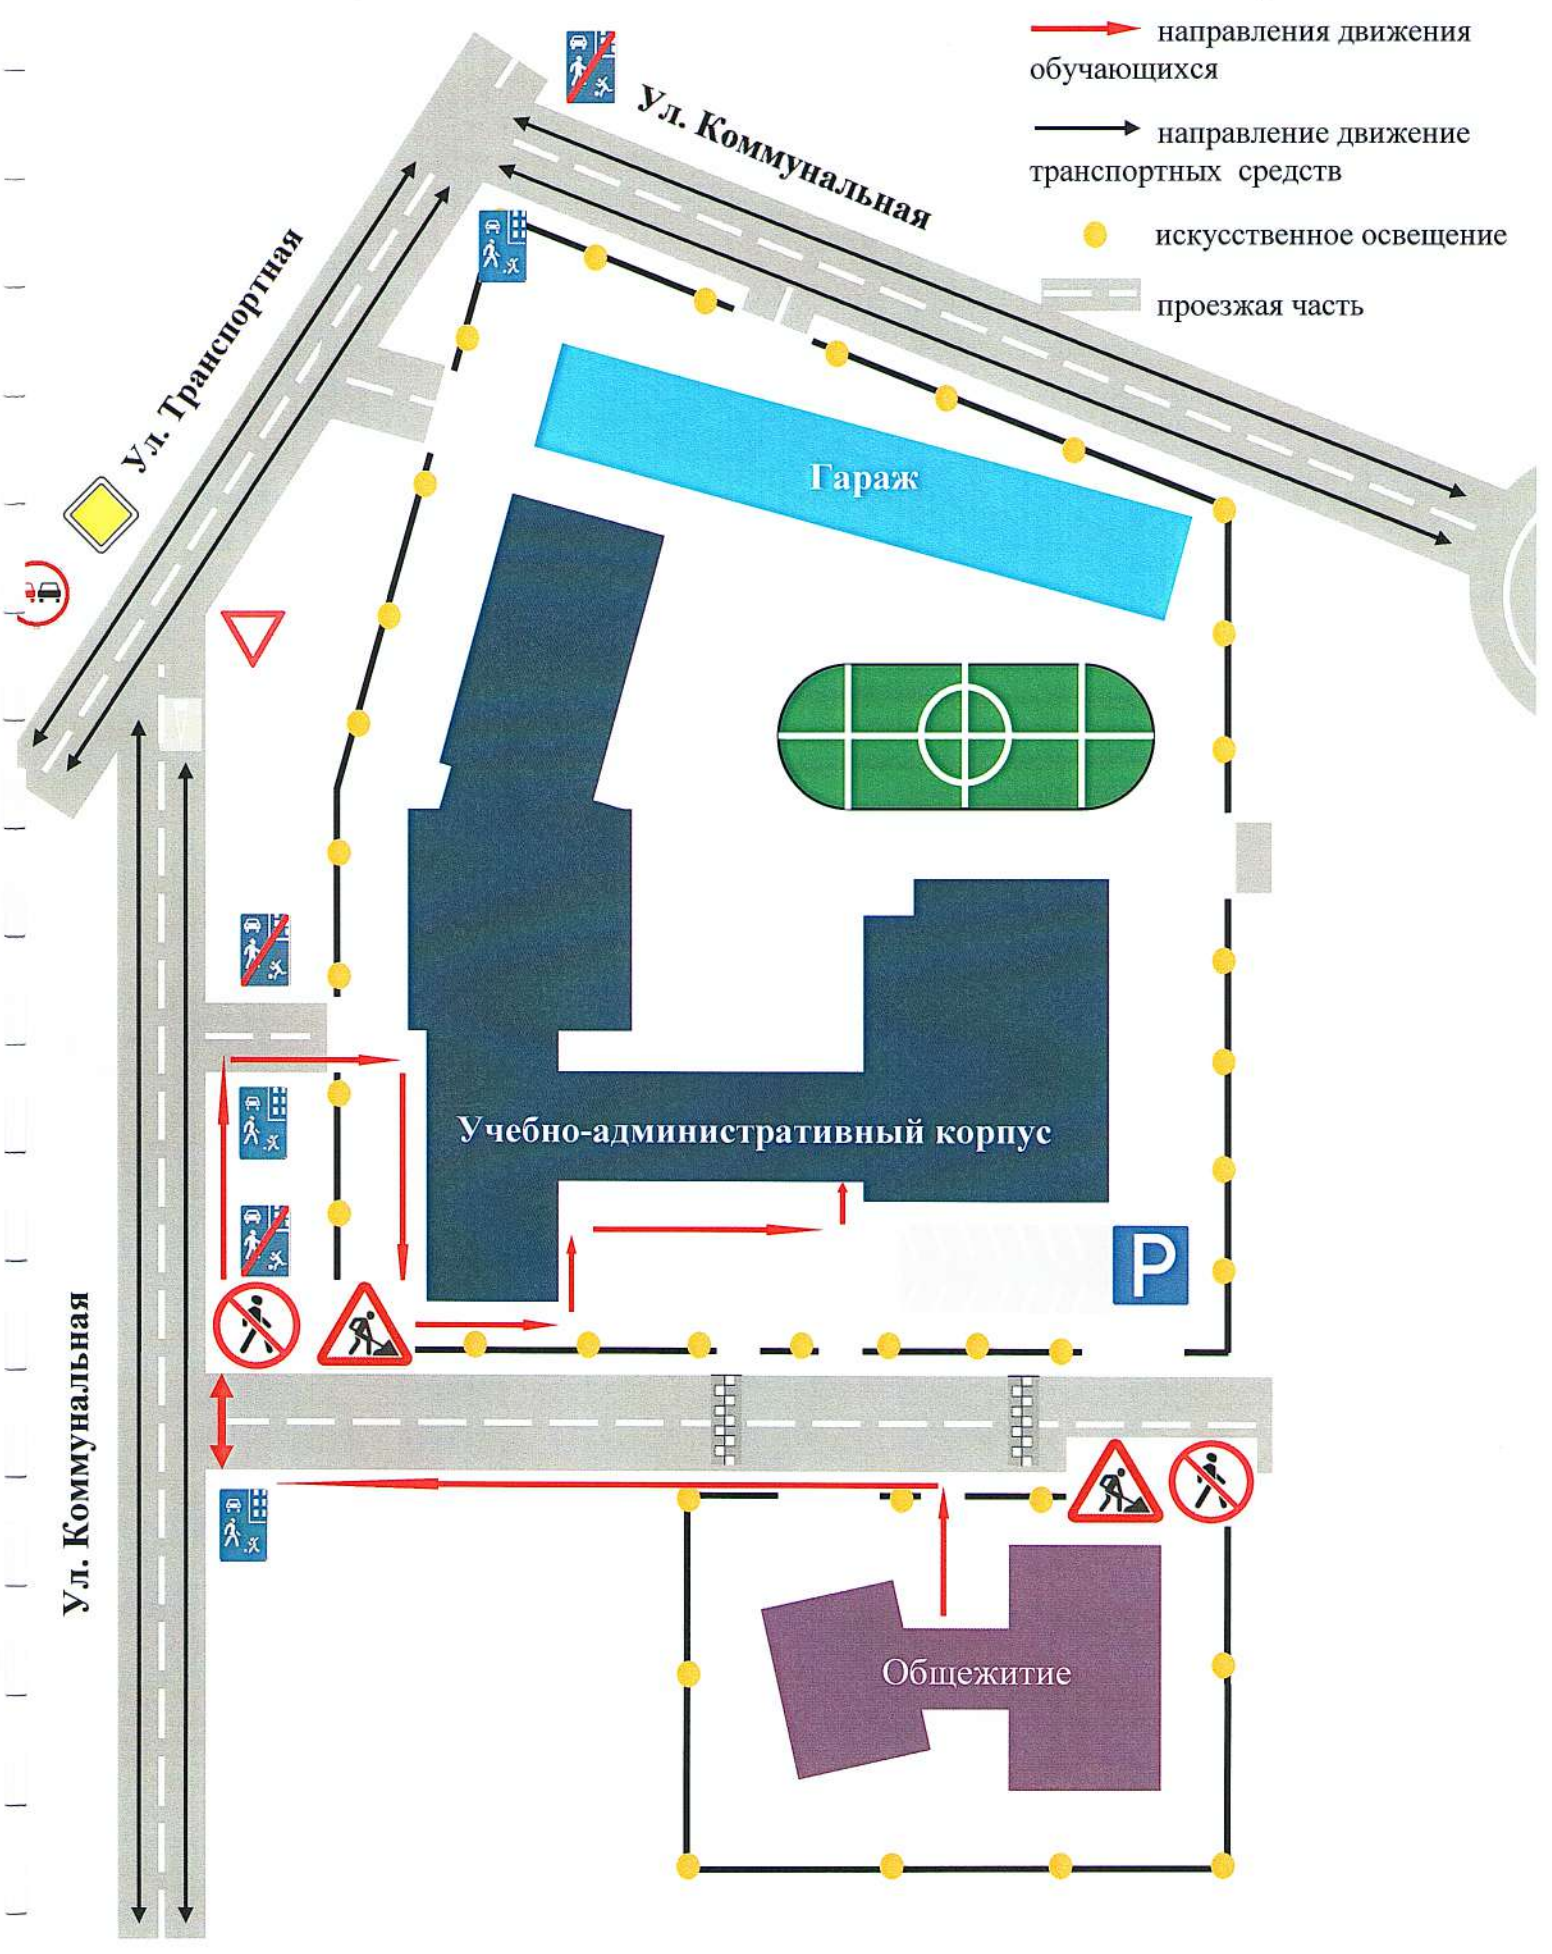 направления движения
обучающихся
Ул. Коммунальная
направление движение
транспортных средств
искусственное освещение
Ул. Транспортная
проезжая часть
Гараж
Учебно-административный корпус
P
Ул. Коммунальная
Общежитие